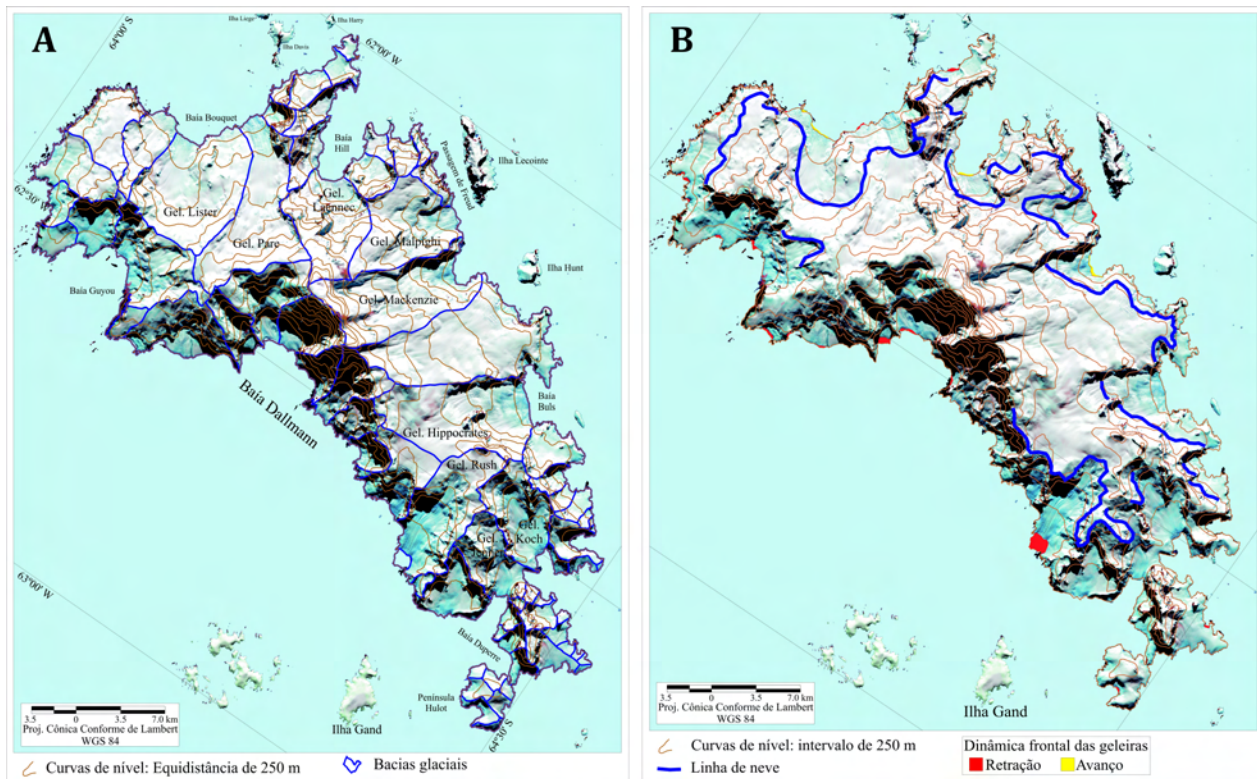 A
64°00' S
Ilha Liege
Ilha Harry
Ilha Davis
62°00' W
Baía Bouquet
Baía
Hill
Passagem de Freud
Ilha Lecointe
62°30' W
Gel. Lister
Gel.
Laennec
Gel. Pare
Gel. Malpighi
Ilha Hunt
Baía Guyou
Gel. Mackenzie
Baía Dallmann
Baía
Buls
Gel. Hippocrates
Gel. Rush
Gel.
Koch
Gel.
63°00' W
Baía Duperre
Península
Hulot
64°30' S
Ilha Gand
3.5 0 3.5 7.0 km
Proj. Cônica Conforme de Lambert
WGS 84
Curvas de nível: Equidistância de 250 m
Bacias glaciais
B
Ilha Gand
3.5 0 3.5 7.0 km
Proj. Cônica Conforme de Lambert
WGS 84
Curvas de nível: intervalo de 250 m
Linha de neve
Dinâmica frontal das geleiras
Retração Avanço